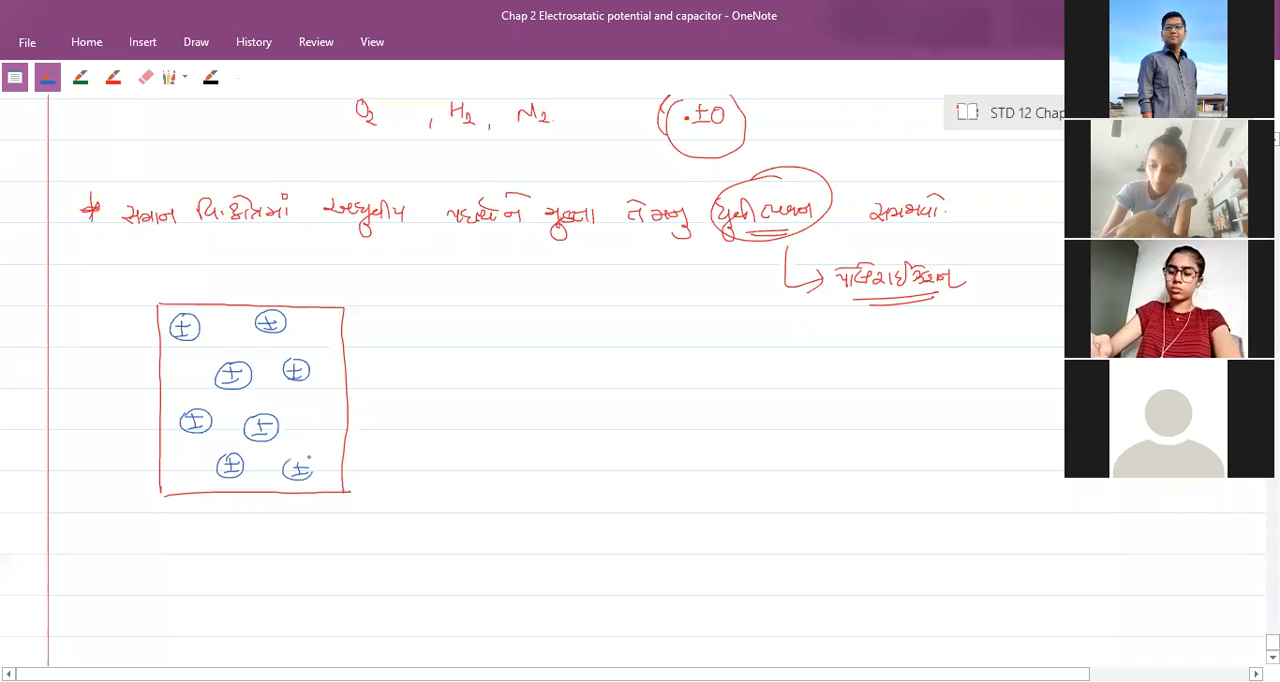 Chap 2 Electrosatatic potential and capacitor - OneNote
File Home Insert Draw History Review View
STD 12 Chap
O₂ , H₂ , N₂. ±0
* સમાન વિ.ક્ષેત્રમાં અધ્રુવીય પદાર્થને મુકતા તેમનુ ધ્રુવીભવન સમજાવો.
પોલેરાઈઝેશન
± ±
± ±
± ±
± ±